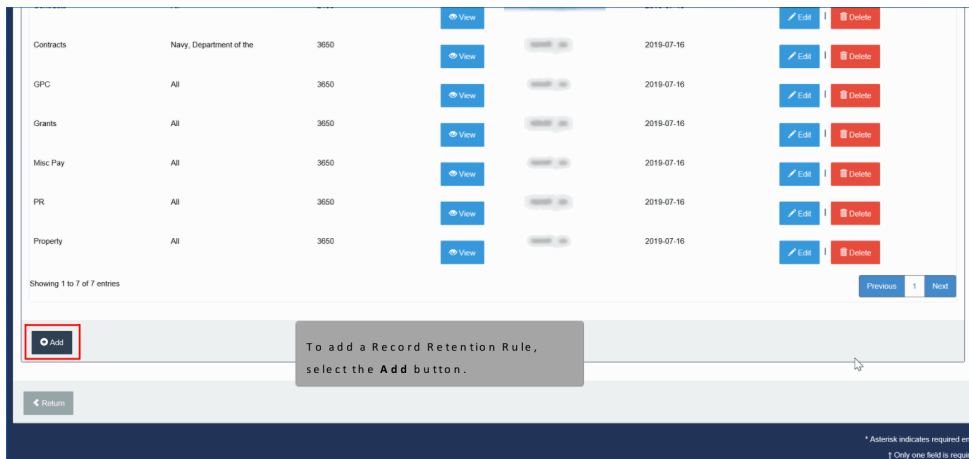 View Edit | Delete
Contracts Navy, Department of the 3650 View 2019-07-16 Edit | Delete
GPC All 3650 View 2019-07-16 Edit | Delete
Grants All 3650 View 2019-07-16 Edit | Delete
Misc Pay All 3650 View 2019-07-16 Edit | Delete
PR All 3650 View 2019-07-16 Edit | Delete
Property All 3650 View 2019-07-16 Edit | Delete
Showing 1 to 7 of 7 entries Previous 1 Next
Add
To add a Record Retention Rule,
select the Add button.
Return
* Asterisk indicates required en
† Only one field is requi